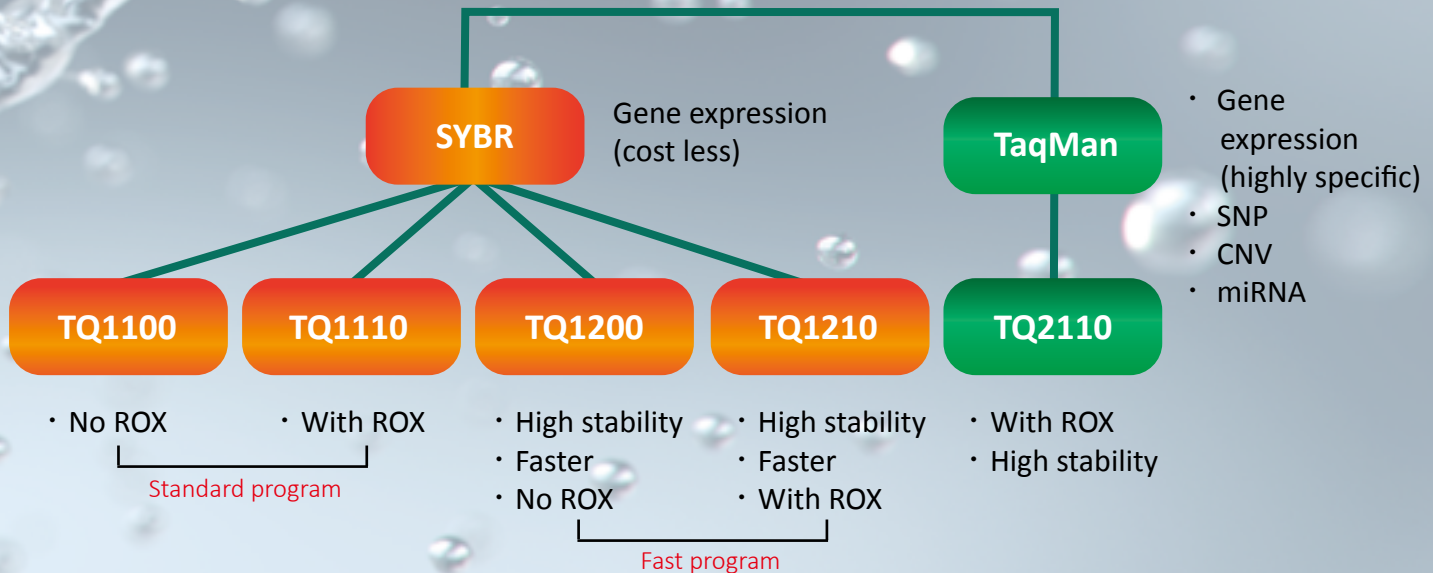 SYBR
Gene expression
(cost less)
TaqMan
· Gene
expression
(highly specific)
· SNP
· CNV
· miRNA
TQ1100
TQ1110
TQ1200
TQ1210
TQ2110
· No ROX
· With ROX
Standard program
· High stability
· Faster
· No ROX
· High stability
· Faster
· With ROX
Fast program
· With ROX
· High stability